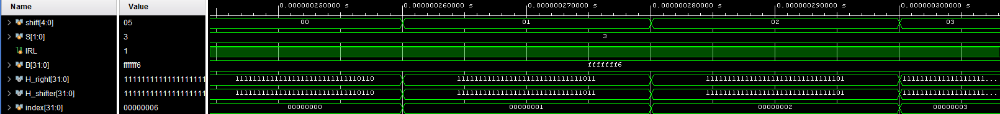 Name Value 0.000000250000 s 0.000000260000 s 0.000000270000 s 0.000000280000 s 0.000000290000 s 0.000000300000 s
shift[4:0] 05 00 01 02 03
S[1:0] 3 3
IRL 1
B[31:0] fffffff6 fffffff6
H_right[31:0] 1111111111111111111111 11111111111111111111111111110110 11111111111111111111111111111011 11111111111111111111111111111101 1111111111111111111...
H_shifter[31:0] 1111111111111111111111 11111111111111111111111111110110 11111111111111111111111111111011 11111111111111111111111111111101 1111111111111111111...
index[31:0] 00000006 00000000 00000001 00000002 00000003